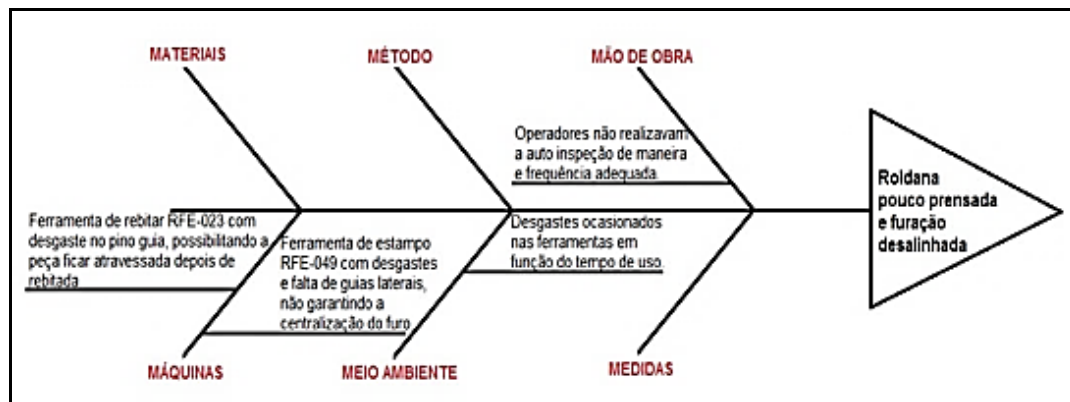 MATERIAIS
MÉTODO
MÃO DE OBRA
Operadores não realizavam
a auto inspeção de maneira
e frequência adequada.
Roldana
pouco prensada
e furação
desalinhada
Ferramenta de rebitar RFE-023 com
desgaste no pino guia, possibilitando a
peça ficar atravessada depois de
rebitada
Ferramenta de estampo
RFE-049 com desgastes
e falta de guias laterais,
não garantindo a
centralização do furo
Desgastes ocasionados
nas ferramentas em
função do tempo de uso.
MÁQUINAS
MEIO AMBIENTE
MEDIDAS